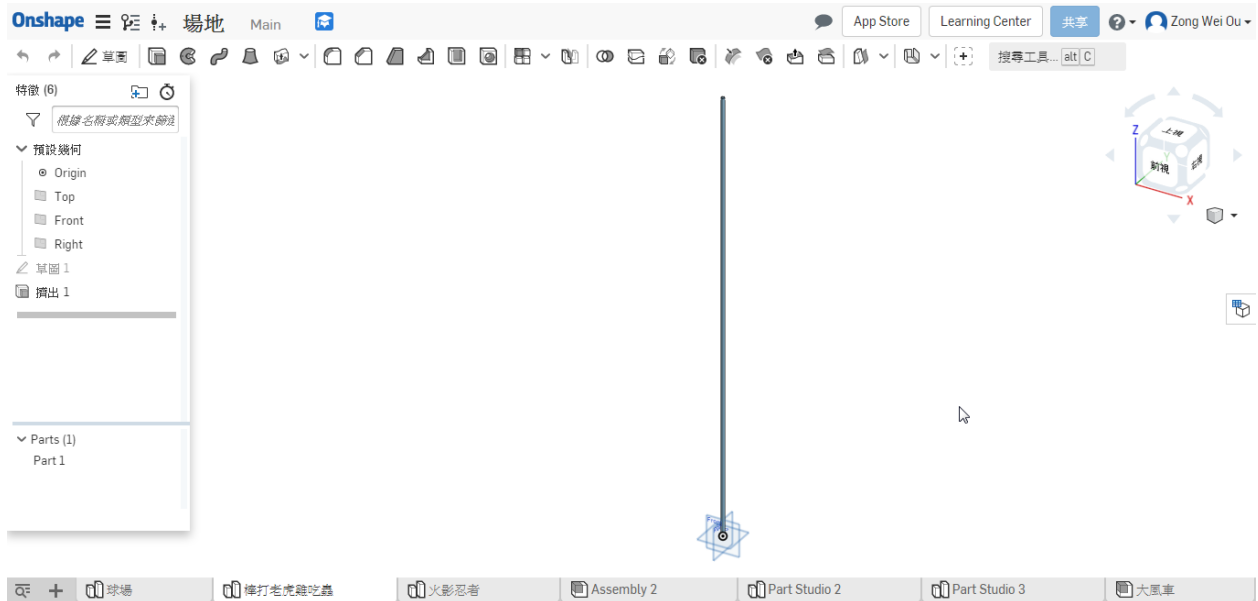 Onshape 場地 Main App Store Learning Center 共享 Zong Wei Ou
草圖 搜尋工具... alt C
特徵 (6)
根據名稱或類型來篩選
預設幾何
Origin
Top
Front
Right
草圖 1
擠出 1
Parts (1)
Part 1
Z
上視
前視
右視
Y
X
球場 棒打老虎雞吃蟲 火影忍者 Assembly 2 Part Studio 2 Part Studio 3 大風車